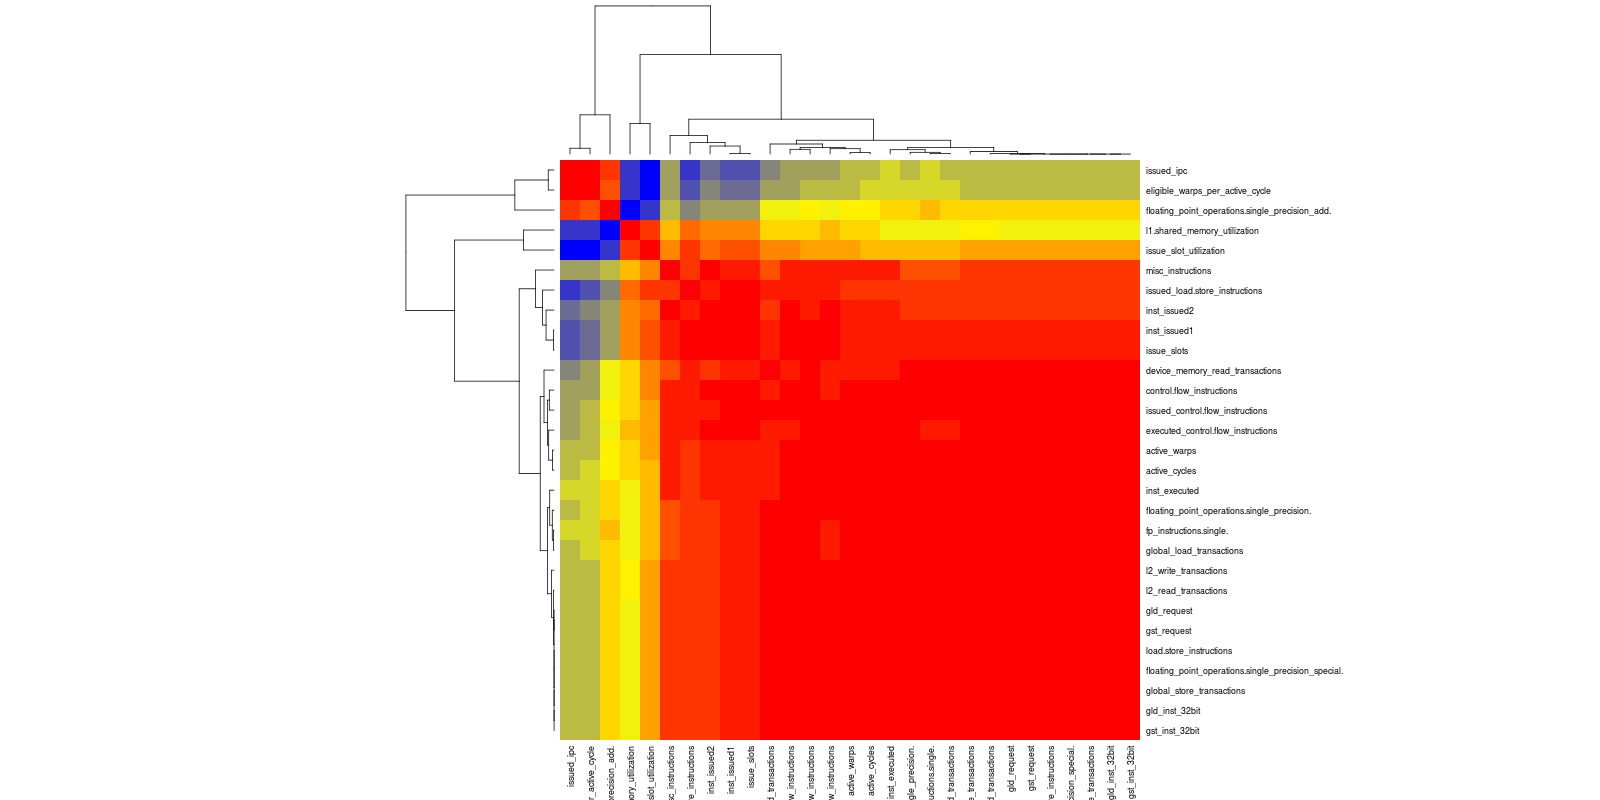 issued_ipc
eligible_warps_per_active_cycle
floating_point_operations.single_precision_add.
l1.shared_memory_utilization
issue_slot_utilization
misc_instructions
issued_load.store_instructions
inst_issued2
inst_issued1
issue_slots
device_memory_read_transactions
control.flow_instructions
issued_control.flow_instructions
executed_control.flow_instructions
active_warps
active_cycles
inst_executed
floating_point_operations.single_precision.
fp_instructions.single.
global_load_transactions
l2_write_transactions
l2_read_transactions
gld_request
gst_request
load.store_instructions
floating_point_operations.single_precision_special.
global_store_transactions
gld_inst_32bit
gst_inst_32bit
issued_ipc
r_active_cycle
precision_add.
ory_utilization
slot_utilization
sc_instructions
re_instructions
inst_issued2
inst_issued1
issue_slots
d_transactions
w_instructions
w_instructions
w_instructions
active_warps
active_cycles
inst_executed
gle_precision.
uctions.single.
d_transactions
e_transactions
d_transactions
gld_request
gst_request
e_instructions
cision_special.
e_transactions
gld_inst_32bit
gst_inst_32bit